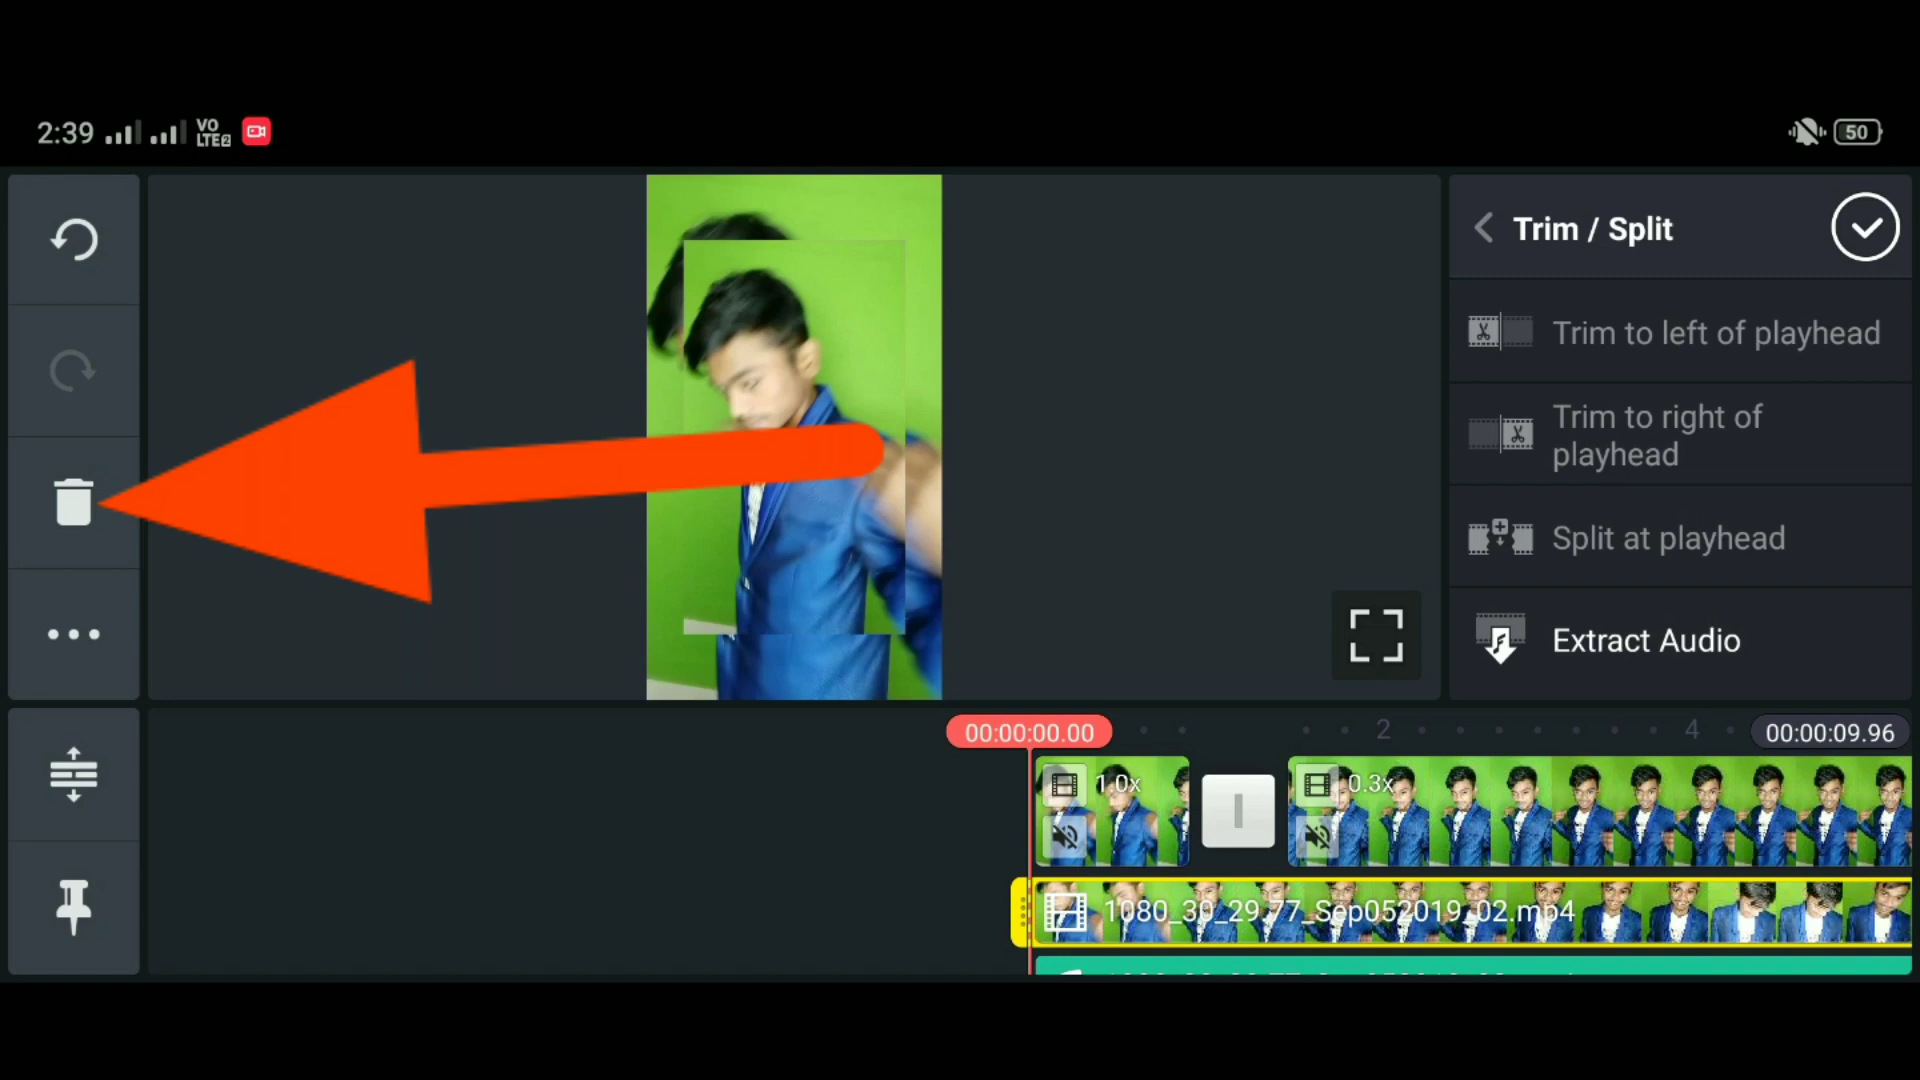 2:39
VO
LTE2
50
Trim / Split
Trim to left of playhead
Trim to right of
playhead
Split at playhead
Extract Audio
00:00:00.00
2
4
00:00:09.96
1.0x
0.3x
1080_30_29.77_Sep052019_02.mp4